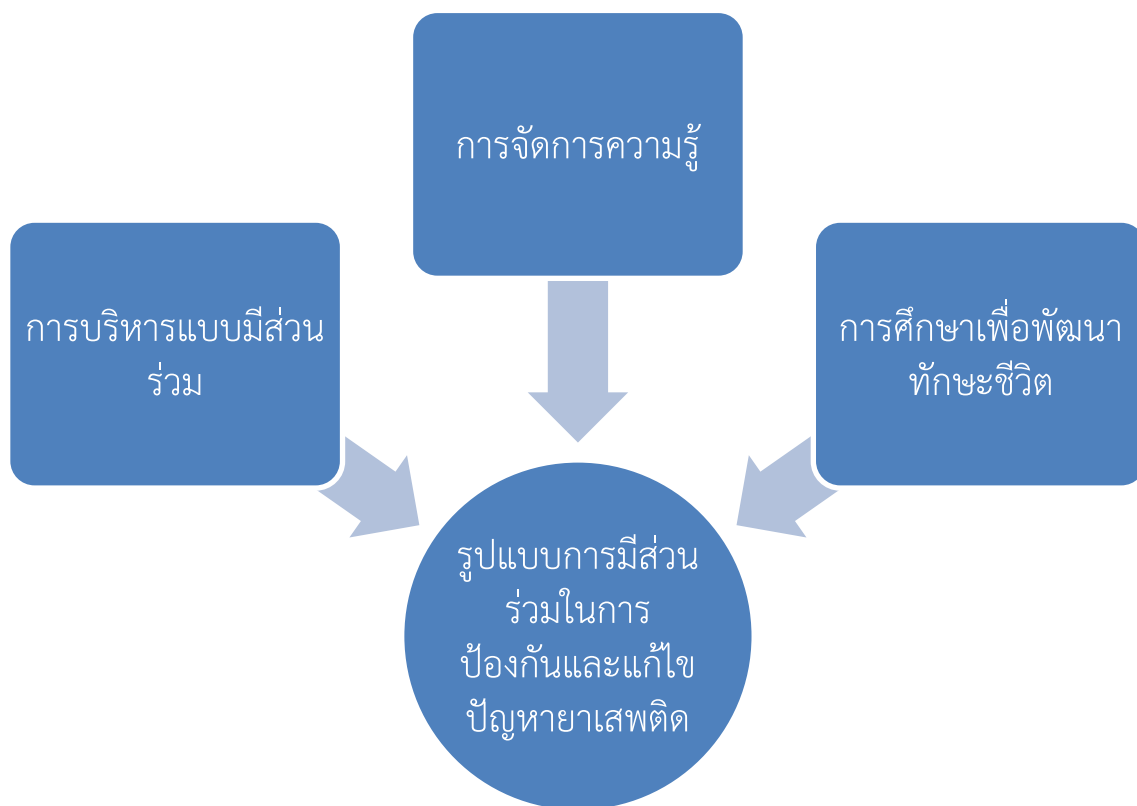 การจัดการความรู้
การบริหารแบบมีส่วน
ร่วม
การศึกษาเพื่อพัฒนา
ทักษะชีวิต
รูปแบบการมีส่วน
ร่วมในการ
ป้องกันและแก้ไข
ปัญหายาเสพติด